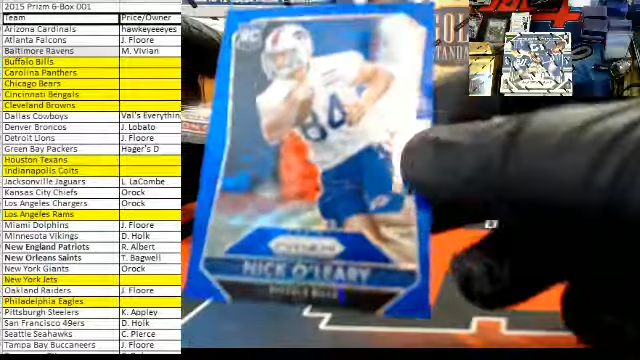 2015 Prizm 6-Box 001
Team Price/Owner
Arizona Cardinals hawkeyeeyes
Atlanta Falcons J. Floore
Baltimore Ravens M. Vivian
Buffalo Bills
Carolina Panthers
Chicago Bears
Cincinnati Bengals
Cleveland Browns
Dallas Cowboys Val's Everythin
Denver Broncos J. Lobato
Detroit Lions J. Floore
Green Bay Packers Hager's D
Houston Texans
Indianapolis Colts
Jacksonville Jaguars L. LaCombe
Kansas City Chiefs Orock
Los Angeles Chargers Orock
Los Angeles Rams
Miami Dolphins J. Floore
Minnesota Vikings D. Holk
New England Patriots R. Albert
New Orleans Saints T. Bagwell
New York Giants Orock
New York Jets
Oakland Raiders J. Floore
Philadelphia Eagles
Pittsburgh Steelers K. Appley
San Francisco 49ers D. Holk
Seattle Seahawks C. Pierce
Tampa Bay Buccaneers J. Floore
RC
84
PRIZM
NICK O'LEARY
BUFFALO BILLS
STANDARD